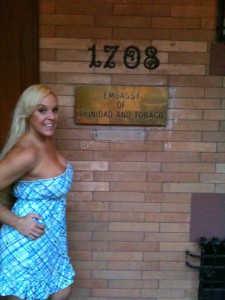 1708
EMBASSY
OF
TRINIDAD AND TOBAGO